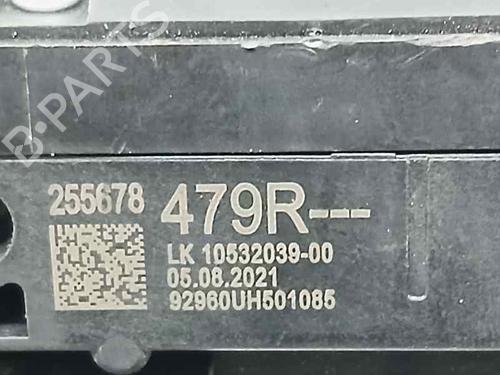 B-PARTS
255678 479R---
LK 10532039-00
05.08.2021
92960UH501085